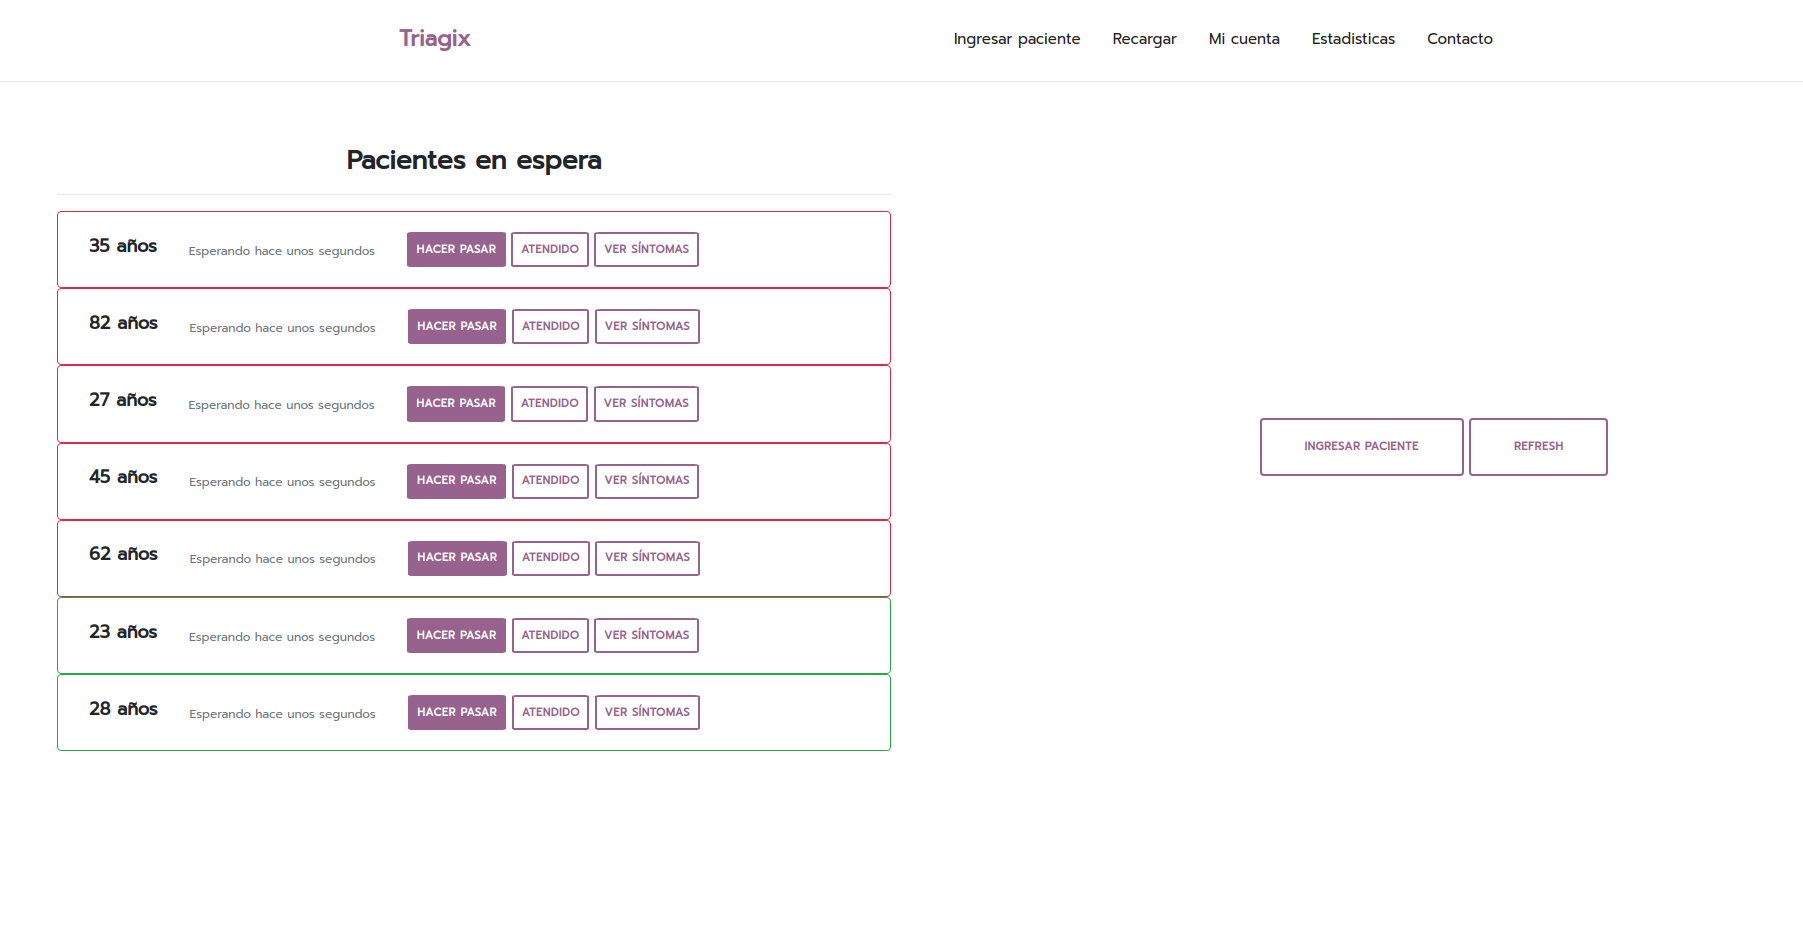 Triagix
Ingresar paciente Recargar Mi cuenta Estadisticas Contacto
Pacientes en espera
35 años Esperando hace unos segundos HACER PASAR ATENDIDO VER SÍNTOMAS
82 años Esperando hace unos segundos HACER PASAR ATENDIDO VER SÍNTOMAS
27 años Esperando hace unos segundos HACER PASAR ATENDIDO VER SÍNTOMAS
45 años Esperando hace unos segundos HACER PASAR ATENDIDO VER SÍNTOMAS
62 años Esperando hace unos segundos HACER PASAR ATENDIDO VER SÍNTOMAS
23 años Esperando hace unos segundos HACER PASAR ATENDIDO VER SÍNTOMAS
28 años Esperando hace unos segundos HACER PASAR ATENDIDO VER SÍNTOMAS
INGRESAR PACIENTE REFRESH